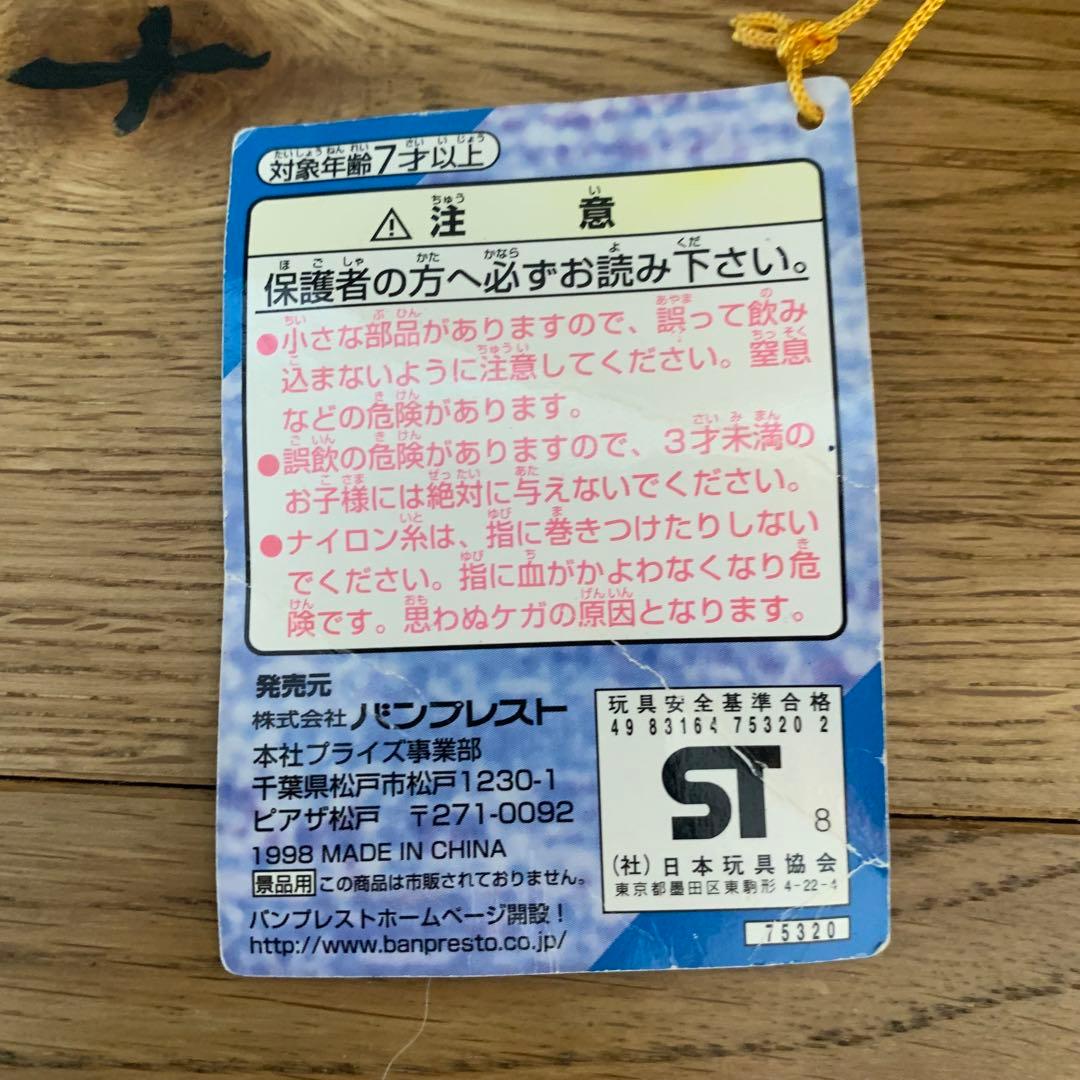 対象年齢7才以上
⚠注意
保護者の方へ必ずお読み下さい。
●小さな部品がありますので、誤って飲み
込まないように注意してください。窒息
などの危険があります。
●誤飲の危険がありますので、3才未満の
お子様には絶対に与えないでください。
●ナイロン糸は、指に巻きつけたりしない
でください。指に血がかよわなくなり危
険です。思わぬケガの原因となります。
発売元
株式会社バンプレスト
本社プライズ事業部
千葉県松戸市松戸1230-1
ピアザ松戸 〒271-0092
1998 MADE IN CHINA
景品用 この商品は市販されておりません。
バンプレストホームページ開設!
http://www.banpresto.co.jp/
玩具安全基準合格
49 83164 75320 2
ST
8
(社)日本玩具協会
東京都墨田区東駒形 4-22-4
75320